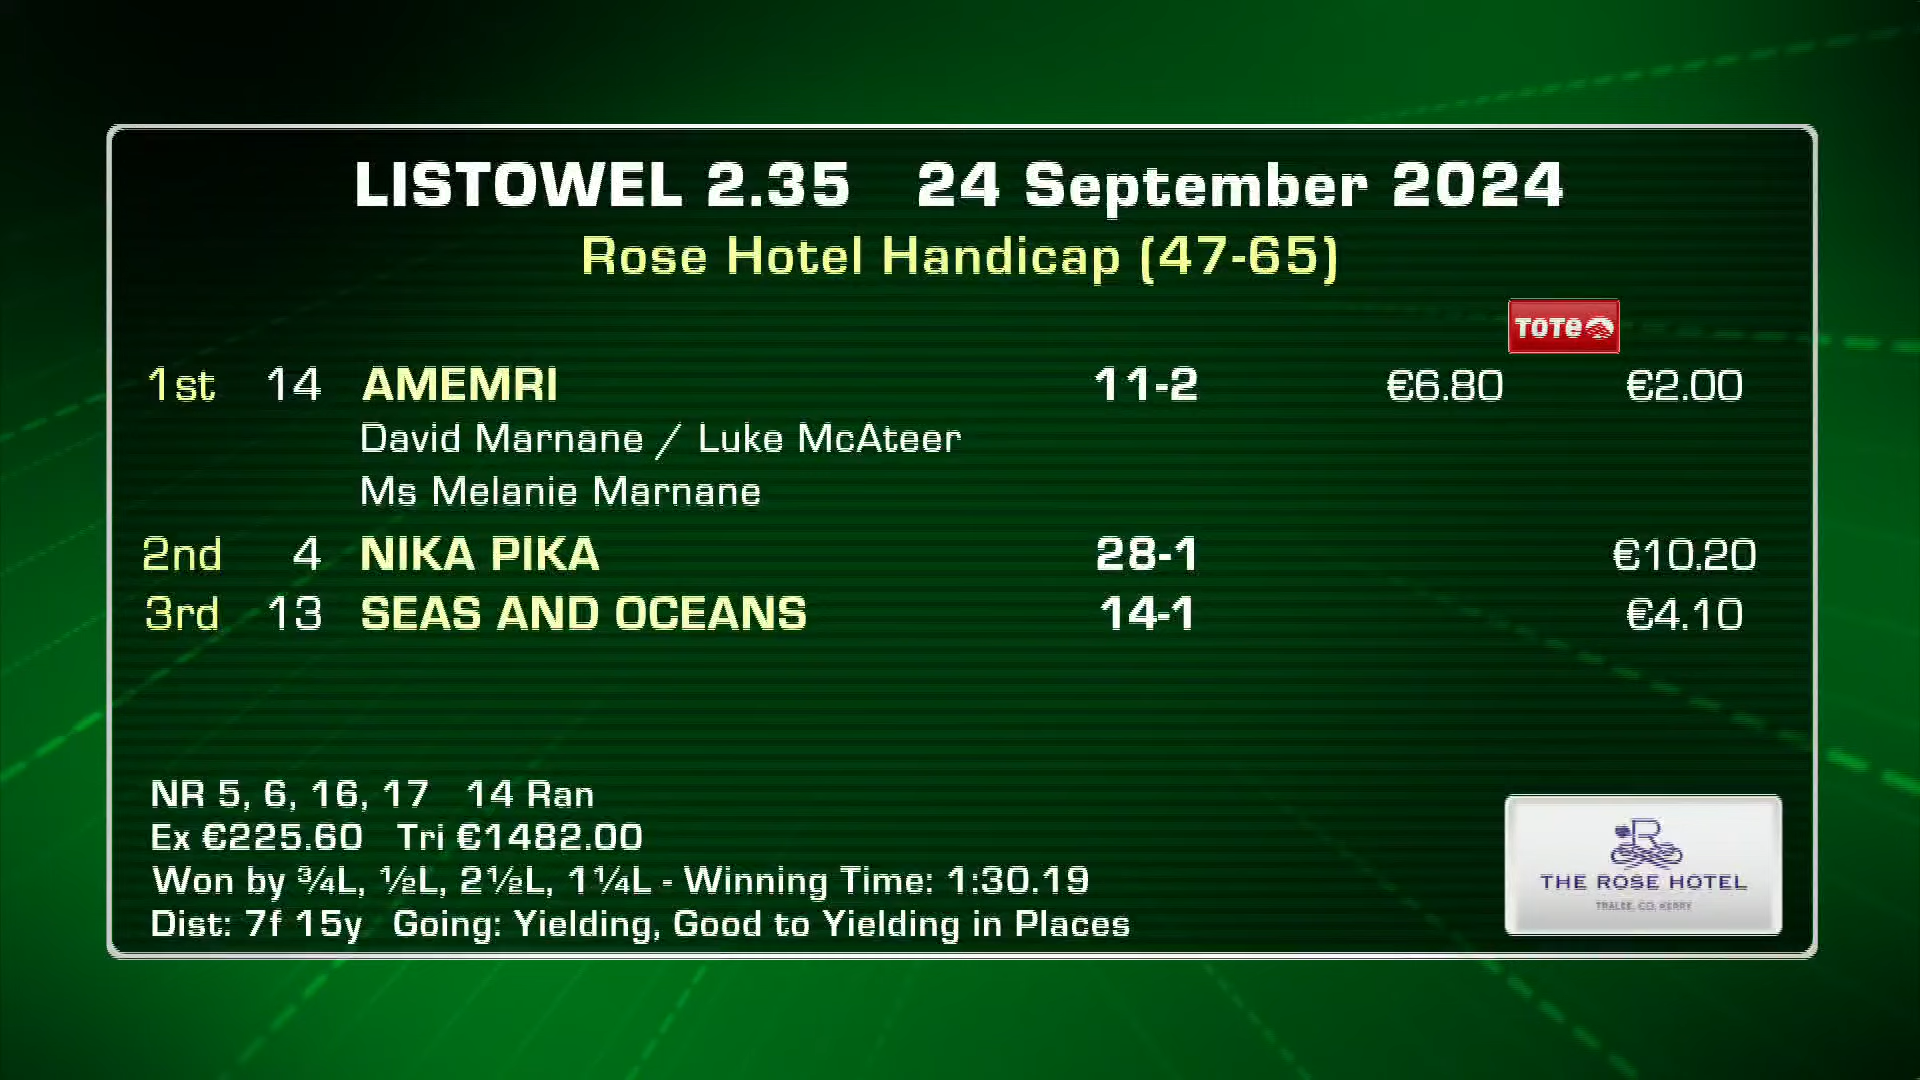 LISTOWEL 2.35 24 September 2024
Rose Hotel Handicap (47-65)
TOTE
1st 14 AMEMRI 11-2 €6.80 €2.00
David Marnane / Luke McAteer
Ms Melanie Marnane
2nd 4 NIKA PIKA 28-1 €10.20
3rd 13 SEAS AND OCEANS 14-1 €4.10
NR 5, 6, 16, 17 14 Ran
Ex €225.60 Tri €1482.00
Won by ¾L, ½L, 2½L, 1¼L - Winning Time: 1:30.19
Dist: 7f 15y Going: Yielding, Good to Yielding in Places
R
THE ROSE HOTEL
TRALEE, CO. KERRY